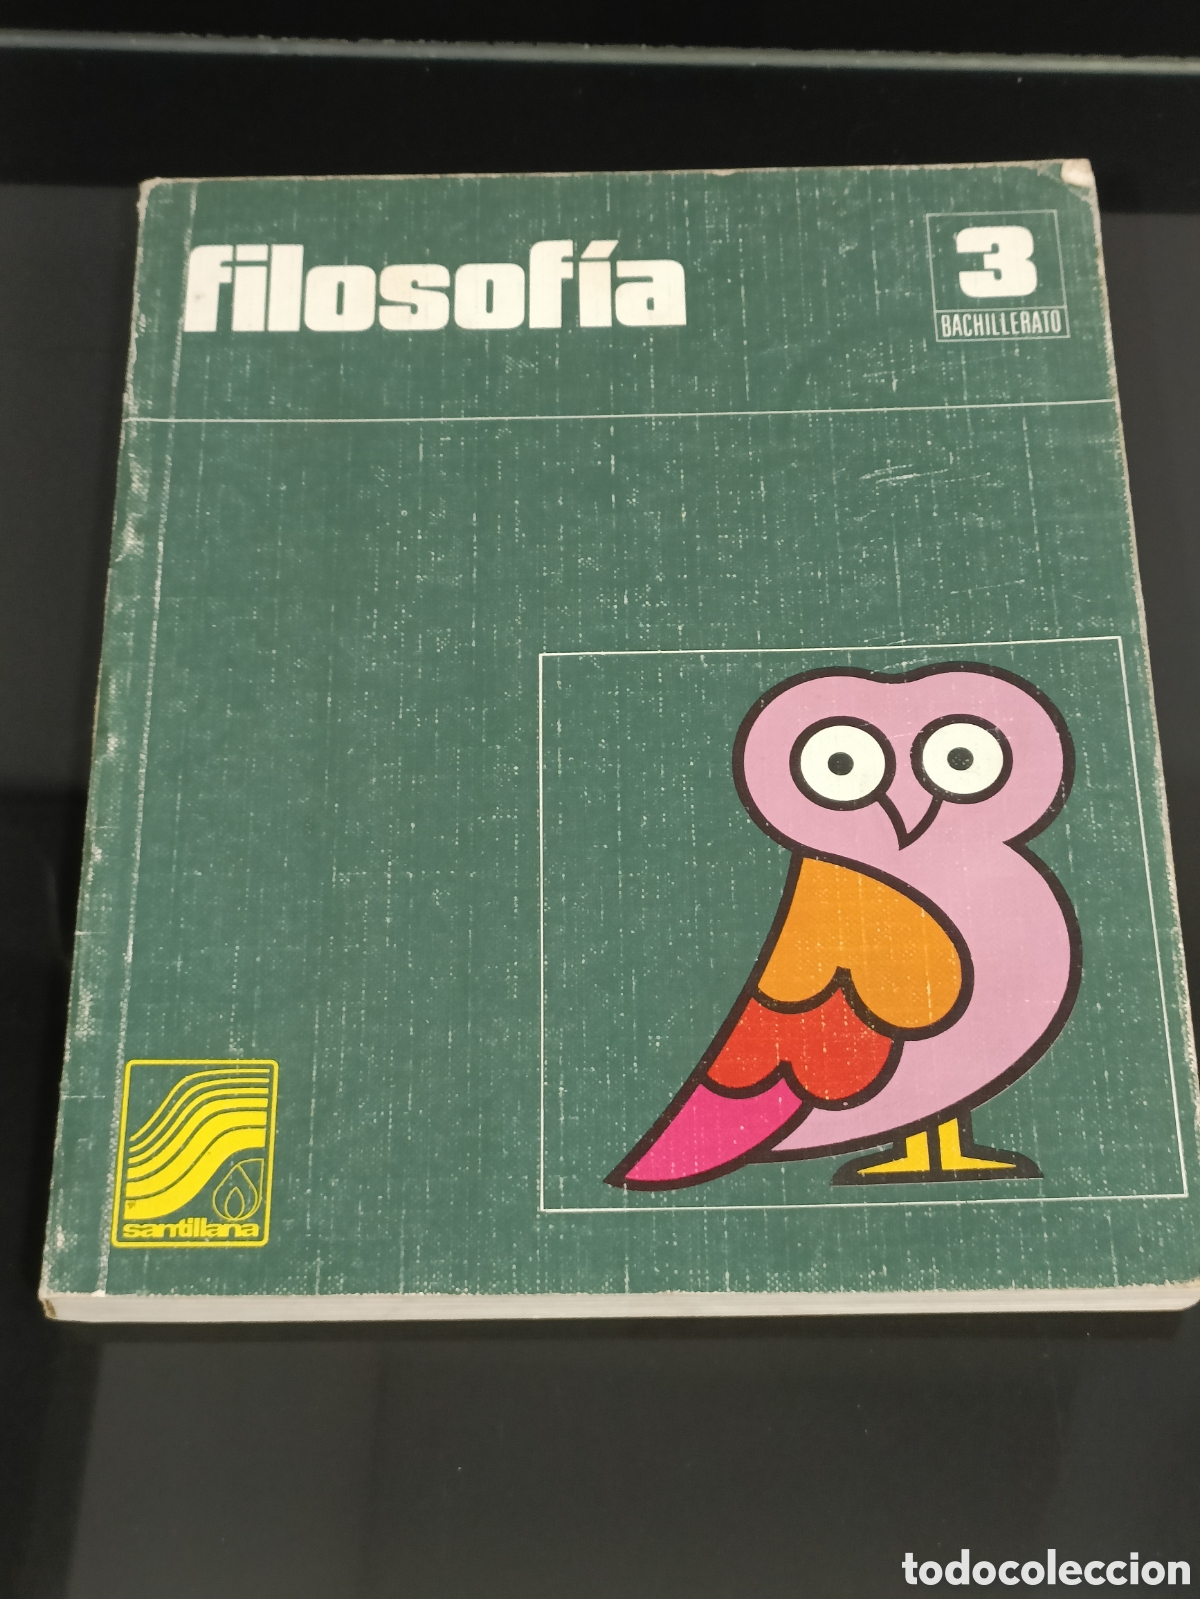 filosofía
3
BACHILLERATO
santillana
todocoleccion